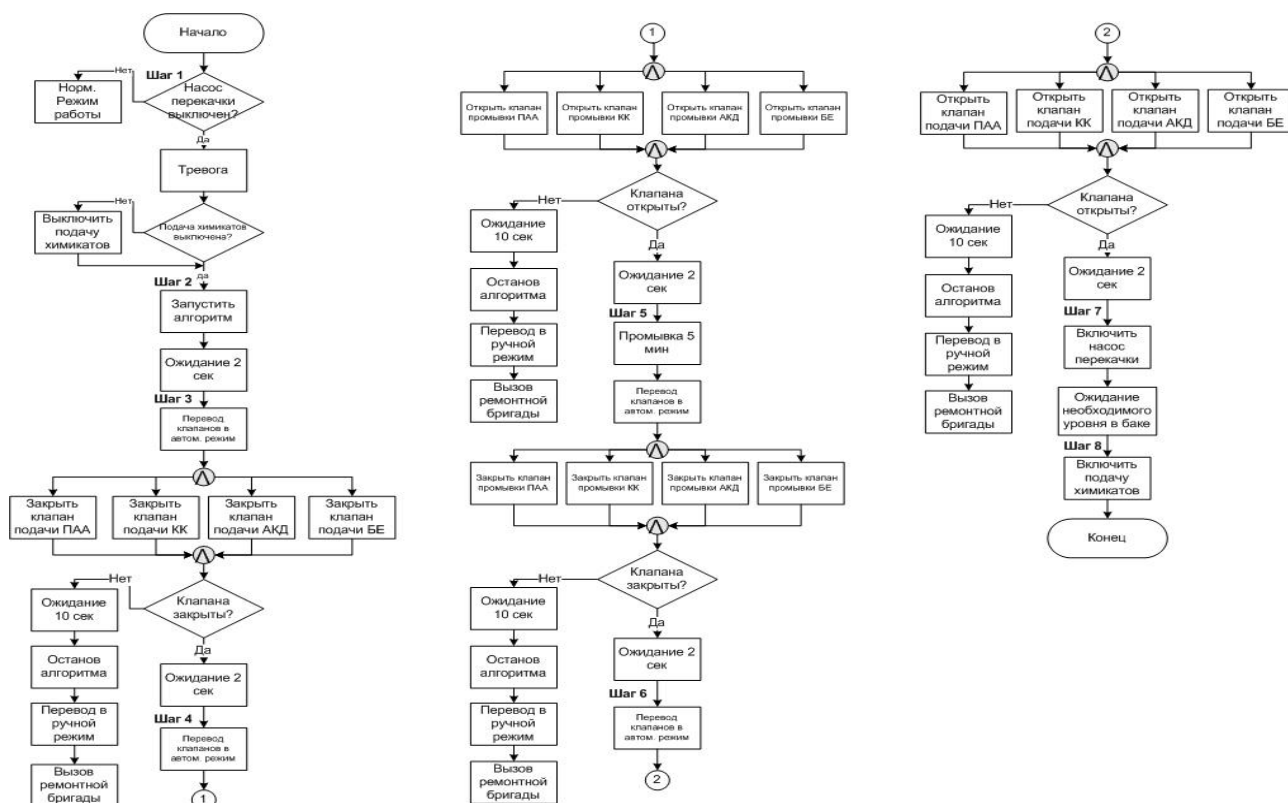 Начало
Шаг 1
Нет
Насос
перекачки
выключен?
Норм.
Режим
работы
Да
Тревога
Нет
Подача химикатов
выключена?
Выключить
подачу
химикатов
да
Шаг 2
Запустить
алгоритм
Ожидание 2
сек
Шаг 3
Перевод
клапанов в
автом. режим
Λ
Закрыть
клапан
подачи ПАА
Закрыть
клапан
подачи КК
Закрыть
клапан
подачи АКД
Закрыть
клапан
подачи БЕ
Λ
Нет
Клапана
закрыты?
Ожидание
10 сек
Останов
алгоритма
Перевод в
ручной
режим
Вызов
ремонтной
бригады
Да
Ожидание 2
сек
Шаг 4
Перевод
клапанов в
автом. режим
1
1
Λ
Открыть клапан
промывки ПАА
Открыть клапан
промывки КК
Открыть клапан
промывки АКД
Открыть клапан
промывки БЕ
Λ
Клапана
открыты?
Нет
Ожидание
10 сек
Останов
алгоритма
Перевод в
ручной
режим
Вызов
ремонтной
бригады
Да
Ожидание 2
сек
Шаг 5
Промывка 5
мин
Перевод
клапанов в
автом. режим
Λ
Закрыть клапан
промывки ПАА
Закрыть клапан
промывки КК
Закрыть клапан
промывки АКД
Закрыть клапан
промывки БЕ
Λ
Клапана
закрыты?
Нет
Ожидание
10 сек
Останов
алгоритма
Перевод в
ручной
режим
Вызов
ремонтной
бригады
Да
Ожидание 2
сек
Шаг 6
Перевод
клапанов в
автом. режим
2
2
Λ
Открыть
клапан
подачи ПАА
Открыть
клапан
подачи КК
Открыть
клапан
подачи АКД
Открыть
клапан
подачи БЕ
Λ
Клапана
открыты?
Нет
Ожидание
10 сек
Останов
алгоритма
Перевод в
ручной
режим
Вызов
ремонтной
бригады
Да
Ожидание 2
сек
Шаг 7
Включить
насос
перекачки
Ожидание
необходимого
уровня в баке
Шаг 8
Включить
подачу
химикатов
Конец